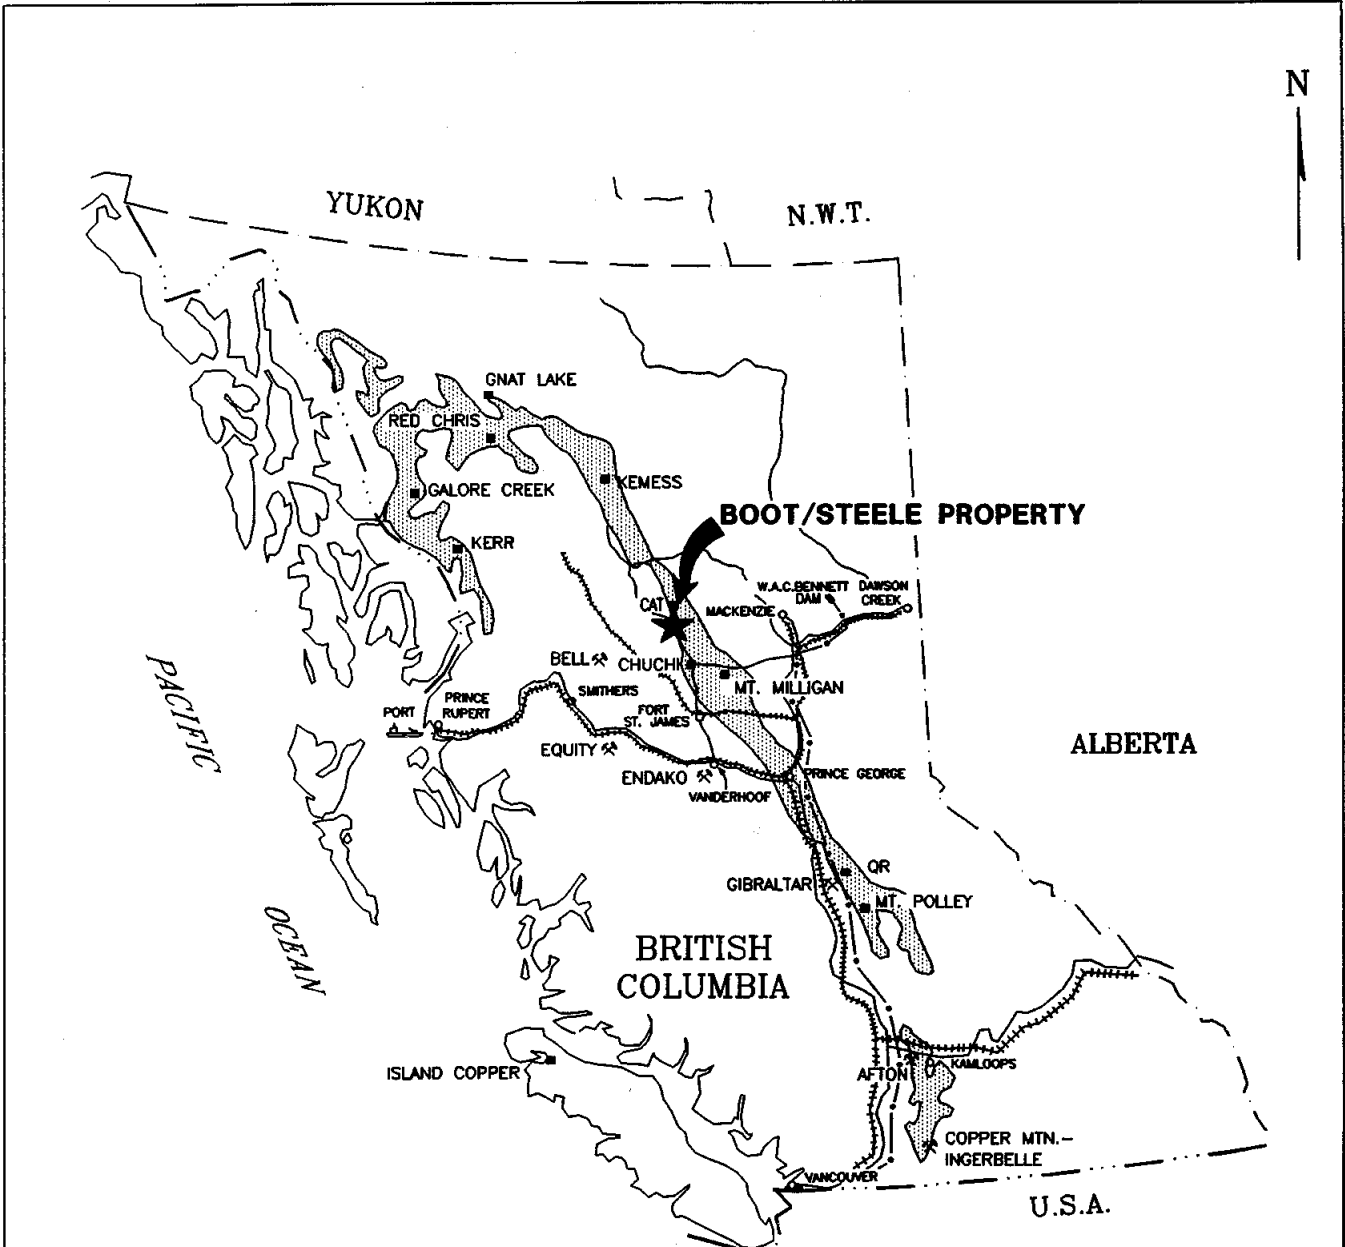 N
YUKON
N.W.T.
GNAT LAKE
RED CHRIS
KEMESS
GALORE CREEK
BOOT/STEELE PROPERTY
KERR
W.A.C.BENNETT
DAM
DAWSON
CREEK
CAT
MACKENZIE
BELL
CHUCHI
MT. MILLIGAN
SMITHERS
PACIFIC
OCEAN
PORT
PRINCE
RUPERT
FORT
ST. JAMES
EQUITY
ALBERTA
ENDAKO
PRINCE GEORGE
VANDERHOOF
QR
GIBRALTAR
MT. POLLEY
BRITISH
COLUMBIA
ISLAND COPPER
AFTON
KAMLOOPS
COPPER MTN.–
INGERBELLE
VANCOUVER
U.S.A.